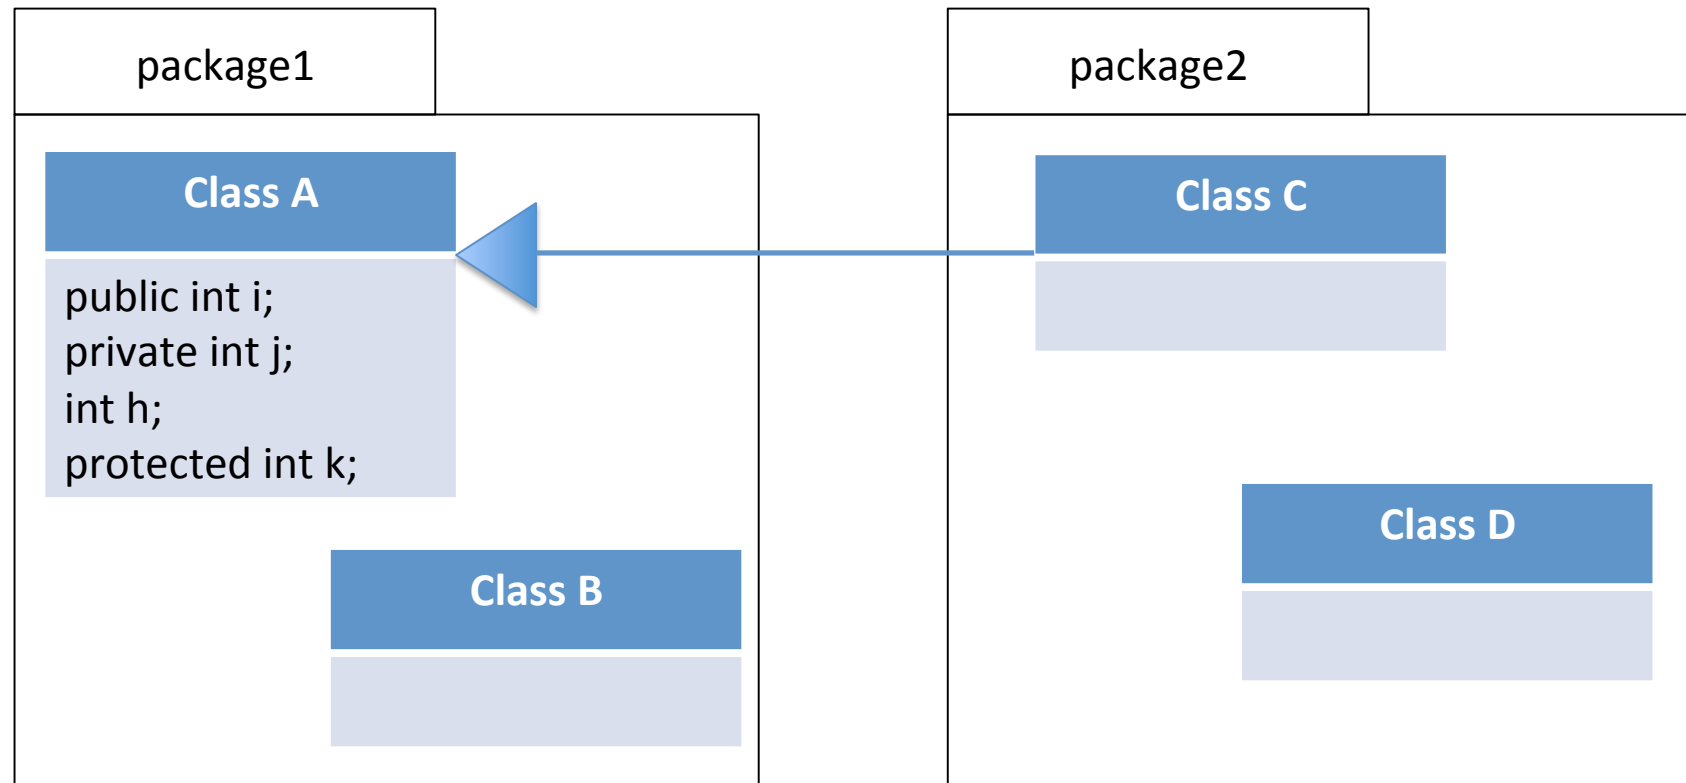 package1
Class A
public int i;
private int j;
int h;
protected int k;
Class B
package2
Class C
Class D